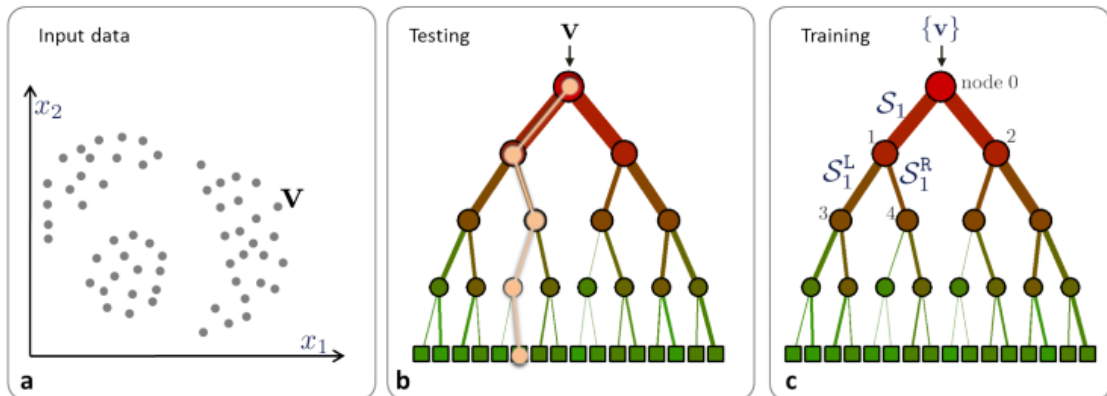 Input data
x₂
v
x₁
a
Testing
v
b
Training
{v}
node 0
S₁
1
2
S₁ᴸ
S₁ᴿ
3
4
c